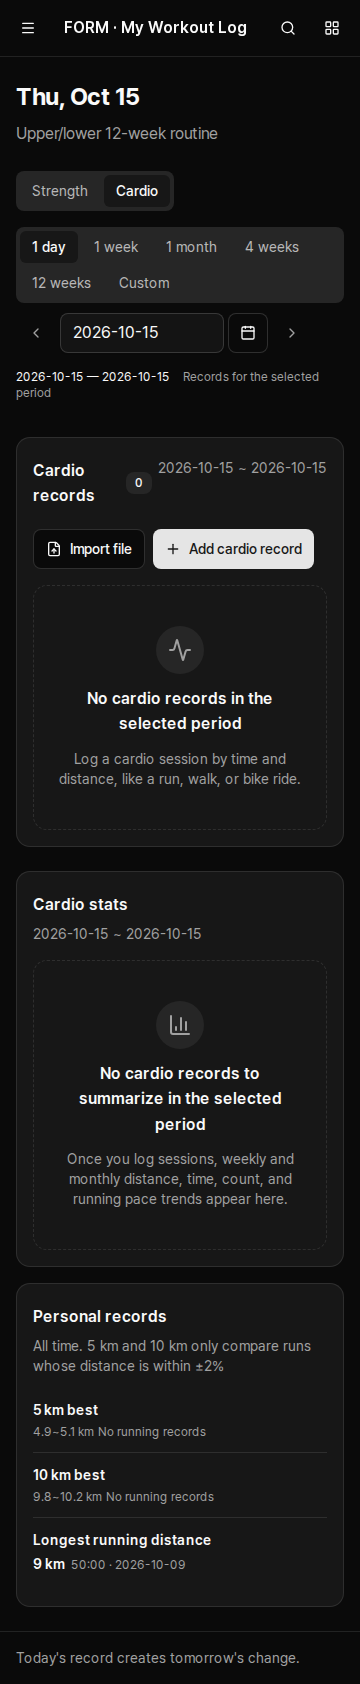 FORM · My Workout Log
Thu, Oct 15
Upper/lower 12-week routine
Strength Cardio
1 day 1 week 1 month 4 weeks
12 weeks Custom
2026-10-15
2026-10-15 — 2026-10-15 Records for the selected
period
Cardio
records
0
2026-10-15 ~ 2026-10-15
Import file
Add cardio record
No cardio records in the
selected period
Log a cardio session by time and
distance, like a run, walk, or bike ride.
Cardio stats
2026-10-15 ~ 2026-10-15
No cardio records to
summarize in the selected
period
Once you log sessions, weekly and
monthly distance, time, count, and
running pace trends appear here.
Personal records
All time. 5 km and 10 km only compare runs
whose distance is within ±2%
5 km best
4.9–5.1 km No running records
10 km best
9.8–10.2 km No running records
Longest running distance
9 km 50:00 · 2026-10-09
Today's record creates tomorrow's change.